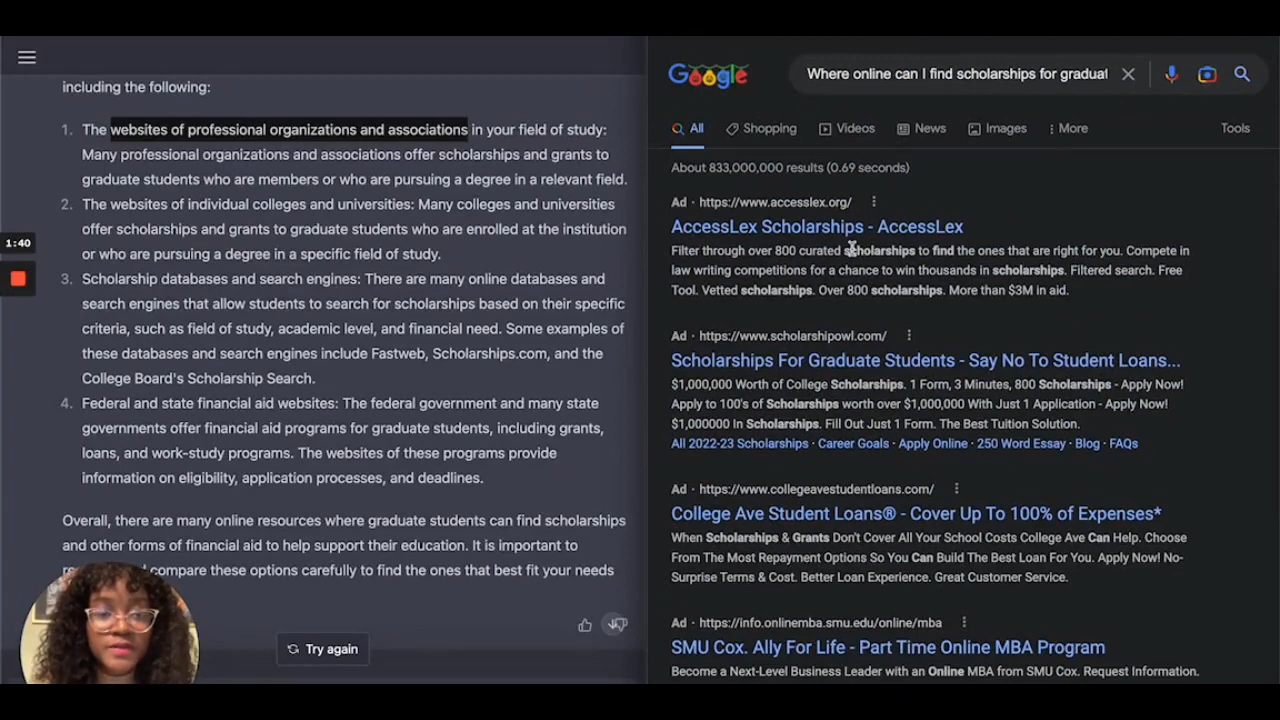 including the following:
1. The websites of professional organizations and associations in your field of study:
Many professional organizations and associations offer scholarships and grants to
graduate students who are members or who are pursuing a degree in a relevant field.
2. The websites of individual colleges and universities: Many colleges and universities
offer scholarships and grants to graduate students who are enrolled at the institution
or who are pursuing a degree in a specific field of study.
1:40
3. Scholarship databases and search engines: There are many online databases and
search engines that allow students to search for scholarships based on their specific
criteria, such as field of study, academic level, and financial need. Some examples of
these databases and search engines include Fastweb, Scholarships.com, and the
College Board's Scholarship Search.
4. Federal and state financial aid websites: The federal government and many state
governments offer financial aid programs for graduate students, including grants,
loans, and work-study programs. The websites of these programs provide
information on eligibility, application processes, and deadlines.
Overall, there are many online resources where graduate students can find scholarships
and other forms of financial aid to help support their education. It is important to
compare these options carefully to find the ones that best fit your needs
Try again
Google
Where online can I find scholarships for graduat
All
Shopping
Videos
News
Images
More
Tools
About 833,000,000 results (0.69 seconds)
Ad · https://www.accesslex.org/
AccessLex Scholarships - AccessLex
Filter through over 800 curated scholarships to find the ones that are right for you. Compete in
law writing competitions for a chance to win thousands in scholarships. Filtered search. Free
Tool. Vetted scholarships. Over 800 scholarships. More than $3M in aid.
Ad · https://www.scholarshipowl.com/
Scholarships For Graduate Students - Say No To Student Loans...
$1,000,000 Worth of College Scholarships. 1 Form, 3 Minutes, 800 Scholarships - Apply Now!
Apply to 100's of Scholarships worth over $1,000,000 With Just 1 Application - Apply Now!
$1,000000 In Scholarships. Fill Out Just 1 Form. The Best Tuition Solution.
All 2022-23 Scholarships · Career Goals · Apply Online · 250 Word Essay · Blog · FAQs
Ad · https://www.collegeavestudentloans.com/
College Ave Student Loans® - Cover Up To 100% of Expenses*
When Scholarships & Grants Don't Cover All Your School Costs College Ave Can Help. Choose
From The Most Repayment Options So You Can Build The Best Loan For You. Apply Now! No-
Surprise Terms & Cost. Better Loan Experience. Great Customer Service.
Ad · https://info.onlinemba.smu.edu/online/mba
SMU Cox. Ally For Life - Part Time Online MBA Program
Become a Next-Level Business Leader with an Online MBA from SMU Cox. Request Information.